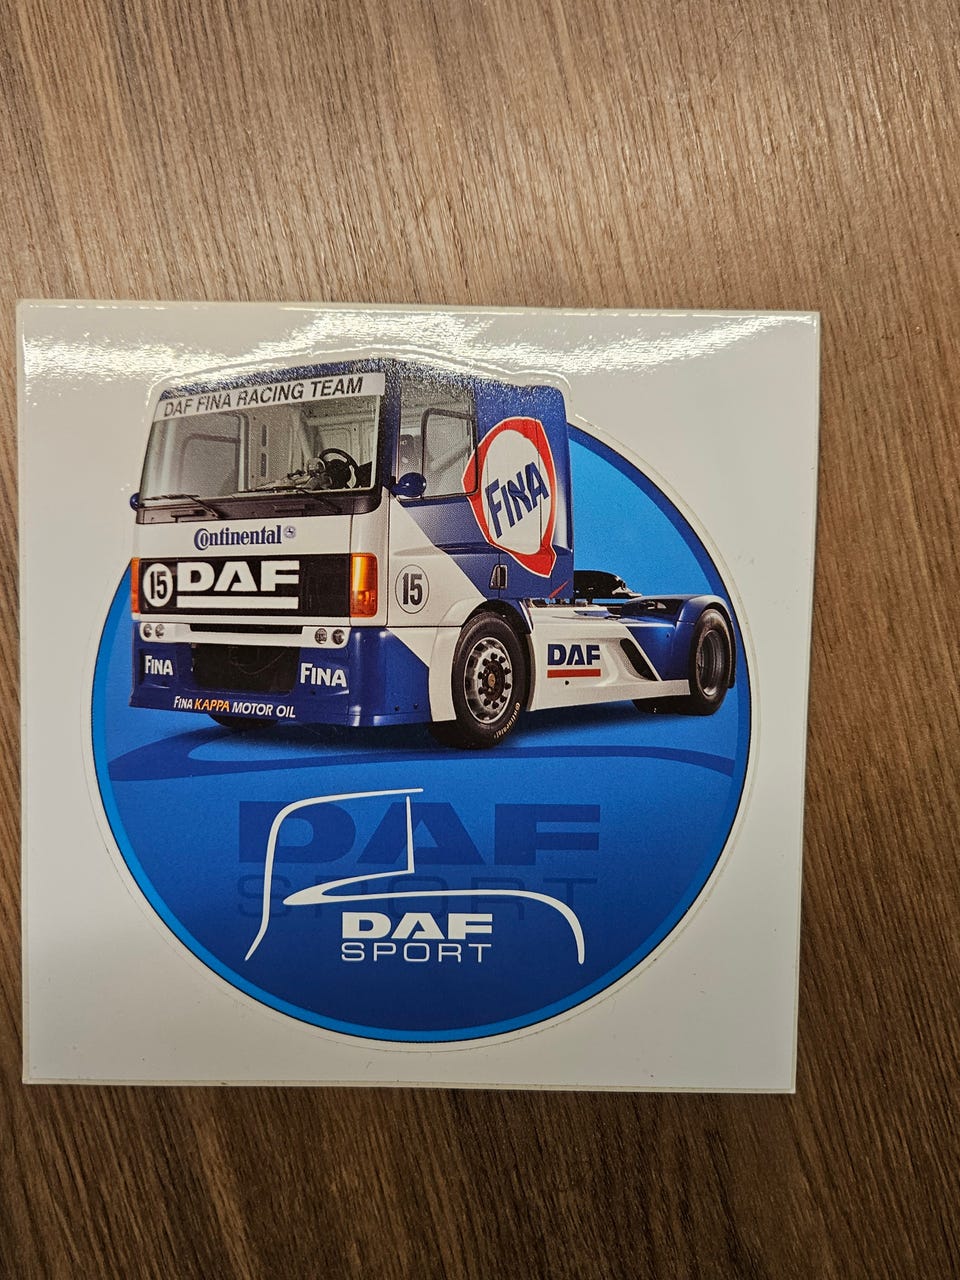 DAF FINA RACING TEAM
Continental
FINA
15 DAF
15
FINA
FINA
DAF
FINA KAPPA MOTOR OIL
Continental
DAF
SPORT
DAF
SPORT